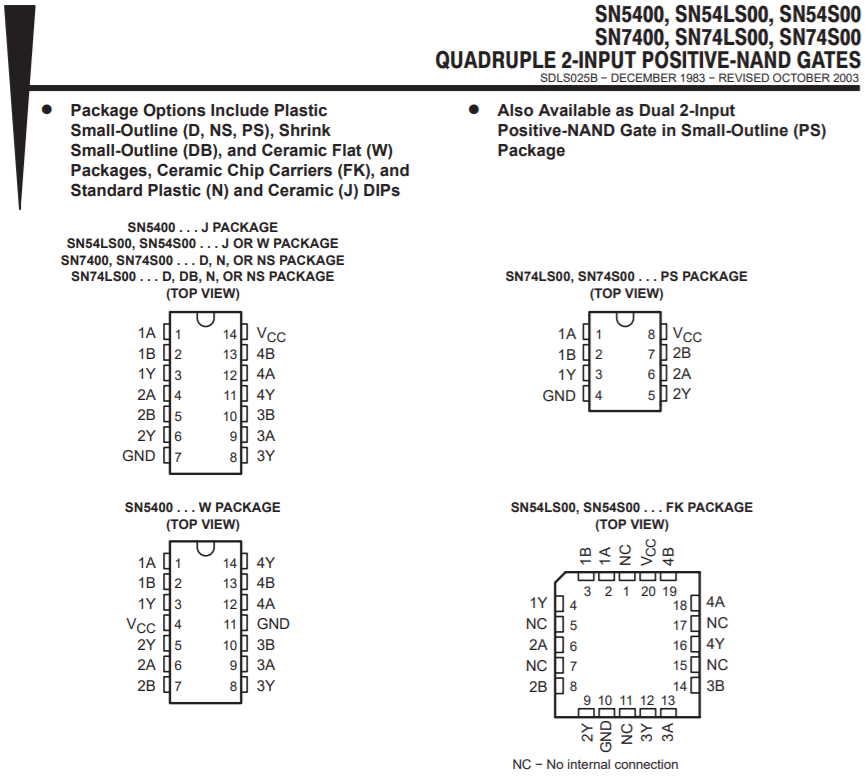 SN5400, SN54LS00, SN54S00
SN7400, SN74LS00, SN74S00
QUADRUPLE 2-INPUT POSITIVE-NAND GATES
SDLS025B − DECEMBER 1983 − REVISED OCTOBER 2003
● Package Options Include Plastic
Small-Outline (D, NS, PS), Shrink
Small-Outline (DB), and Ceramic Flat (W)
Packages, Ceramic Chip Carriers (FK), and
Standard Plastic (N) and Ceramic (J) DIPs
● Also Available as Dual 2-Input
Positive-NAND Gate in Small-Outline (PS)
Package
SN5400 . . . J PACKAGE
SN54LS00, SN54S00 . . . J OR W PACKAGE
SN7400, SN74S00 . . . D, N, OR NS PACKAGE
SN74LS00 . . . D, DB, N, OR NS PACKAGE
(TOP VIEW)
1A 1 14 VCC
1B 2 13 4B
1Y 3 12 4A
2A 4 11 4Y
2B 5 10 3B
2Y 6 9 3A
GND 7 8 3Y
SN74LS00, SN74S00 . . . PS PACKAGE
(TOP VIEW)
1A 1 8 VCC
1B 2 7 2B
1Y 3 6 2A
GND 4 5 2Y
SN5400 . . . W PACKAGE
(TOP VIEW)
1A 1 14 4Y
1B 2 13 4B
1Y 3 12 4A
VCC 4 11 GND
2Y 5 10 3B
2A 6 9 3A
2B 7 8 3Y
SN54LS00, SN54S00 . . . FK PACKAGE
(TOP VIEW)
1B 1A NC VCC 4B
3 2 1 20 19
1Y 4 18 4A
NC 5 17 NC
2A 6 16 4Y
NC 7 15 NC
2B 8 14 3B
9 10 11 12 13
2Y GND NC 3Y 3A
NC − No internal connection